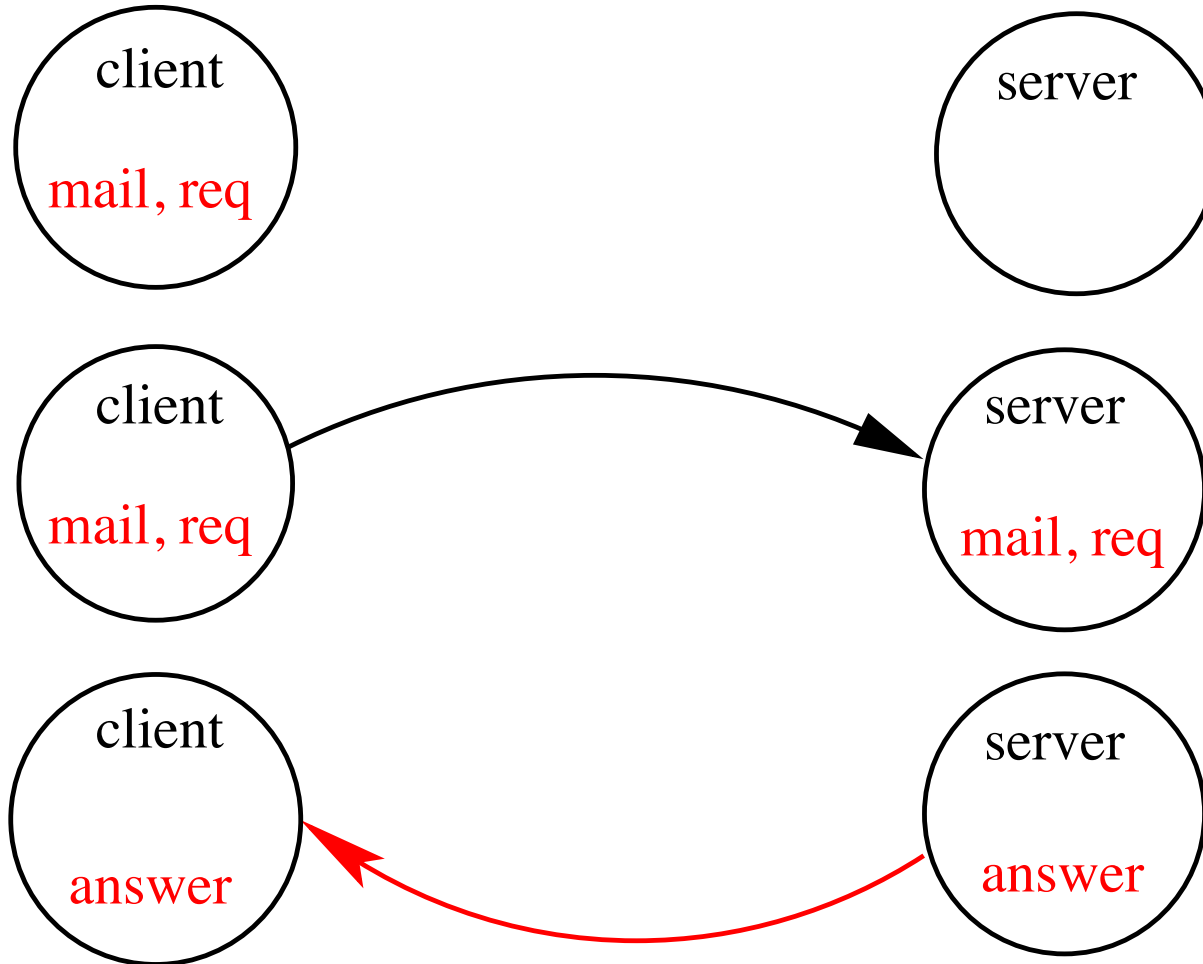 client
mail, req
server
client
mail, req
server
mail, req
client
answer
server
answer